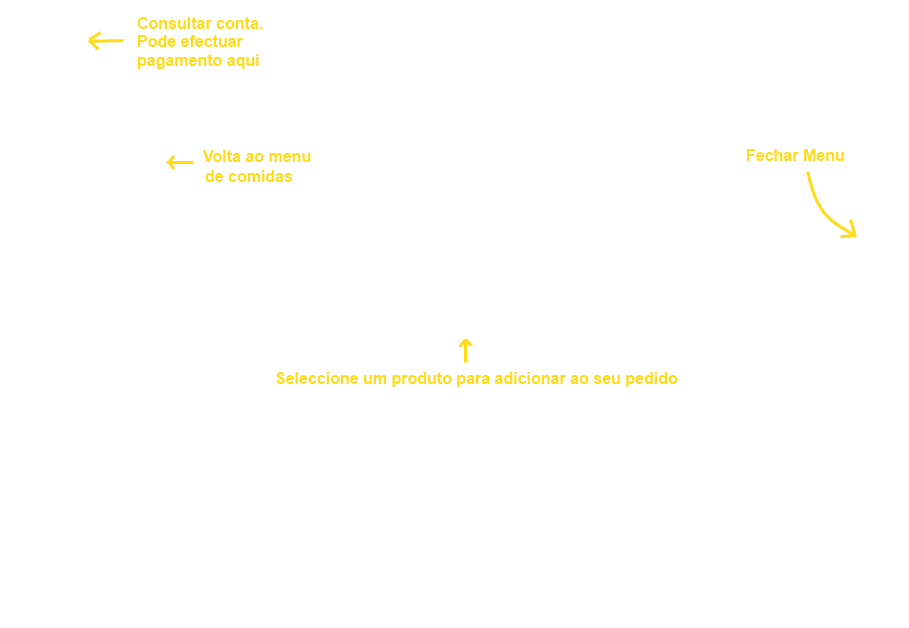 Consultar conta.
Pode efectuar
pagamento aqui
Volta ao menu
de comidas
Fechar Menu
Seleccione um produto para adicionar ao seu pedido